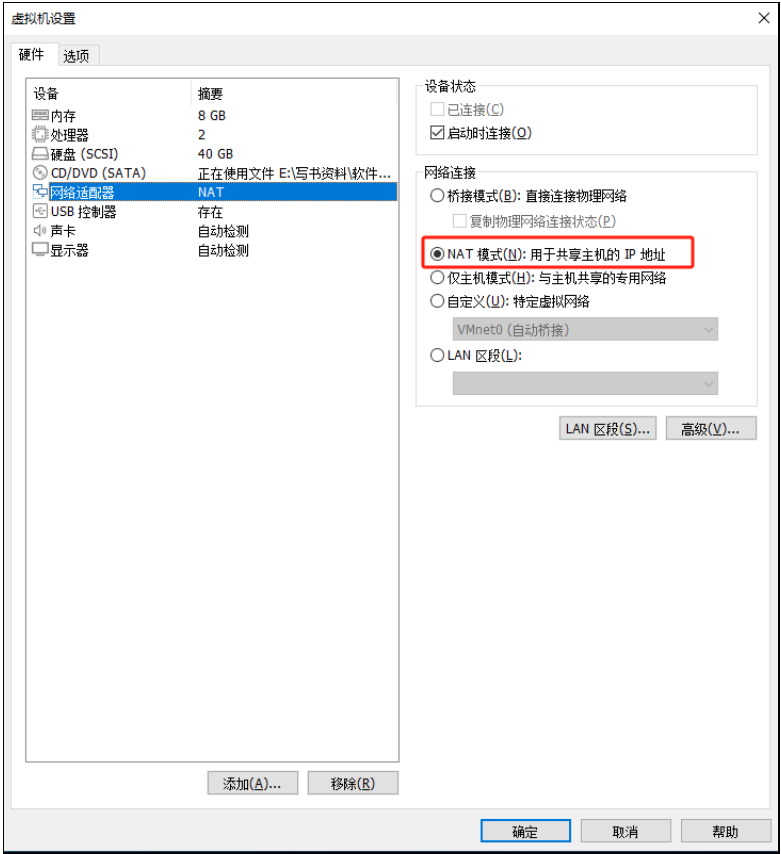 虚拟机设置
硬件 选项
设备 摘要
内存 8 GB
处理器 2
硬盘 (SCSI) 40 GB
CD/DVD (SATA) 正在使用文件 E:\写书资料\软件...
网络适配器 NAT
USB 控制器 存在
声卡 自动检测
显示器 自动检测
添加(A)... 移除(R)
设备状态
已连接(C)
启动时连接(O)
网络连接
桥接模式(B): 直接连接物理网络
复制物理网络连接状态(P)
NAT 模式(N): 用于共享主机的 IP 地址
仅主机模式(H): 与主机共享的专用网络
自定义(U): 特定虚拟网络
VMnet0 (自动桥接)
LAN 区段(L):
LAN 区段(S)... 高级(V)...
确定 取消 帮助